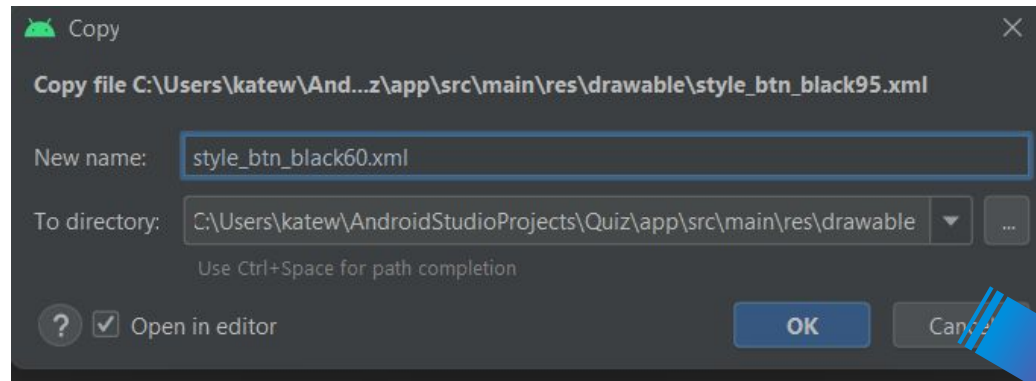 Copy
Copy file C:\Users\katew\And...z\app\src\main\res\drawable\style_btn_black95.xml
New name: style_btn_black60.xml
To directory: C:\Users\katew\AndroidStudioProjects\Quiz\app\src\main\res\drawable ...
Use Ctrl+Space for path completion
? Open in editor OK Cancel